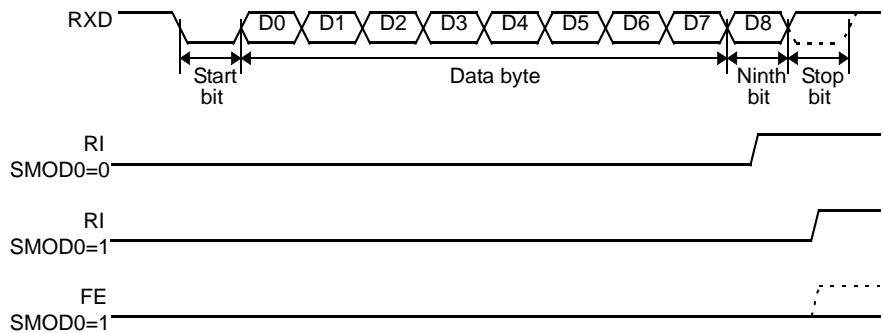 RXD D0 D1 D2 D3 D4 D5 D6 D7 D8
Start Data byte Ninth Stop
bit bit bit
RI
SMOD0=0
RI
SMOD0=1
FE
SMOD0=1